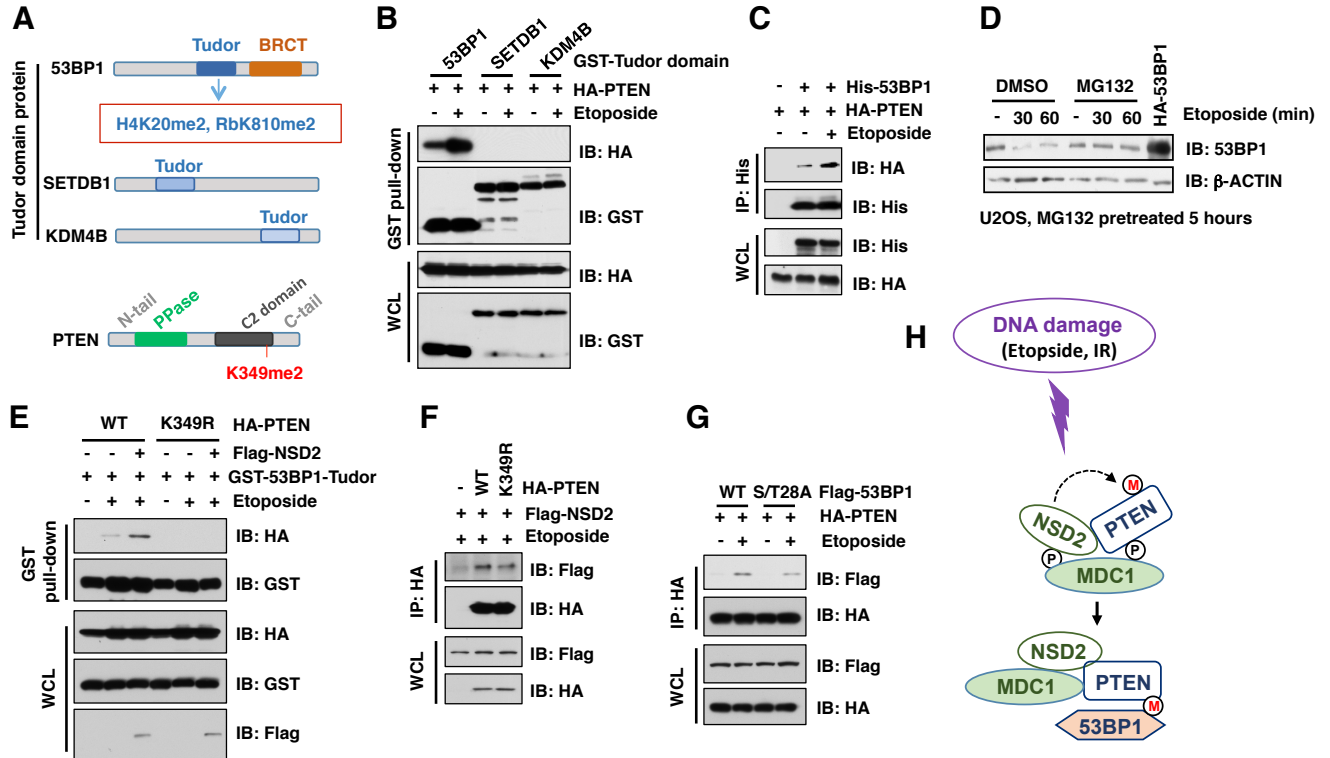 A
Tudor domain protein
Tudor BRCT
53BP1
H4K20me2, RbK810me2
Tudor
SETDB1
Tudor
KDM4B
N-tail PPase C2 domain C-tail
PTEN
K349me2
B
53BP1 SETDB1 KDM4B GST-Tudor domain
+ + + + + + HA-PTEN
- + - + - + Etoposide
GST pull-down
IB: HA
IB: GST
WCL
IB: HA
IB: GST
C
- + + His-53BP1
+ + + HA-PTEN
- - + Etoposide
IP: His
IB: HA
IB: His
WCL
IB: His
IB: HA
D
DMSO MG132 HA-53BP1
- 30 60 - 30 60 Etoposide (min)
IB: 53BP1
IB: β-ACTIN
U2OS, MG132 pretreated 5 hours
E
WT K349R HA-PTEN
- - + - - + Flag-NSD2
+ + + + + + GST-53BP1-Tudor
- + + - + + Etoposide
GST pull-down
IB: HA
IB: GST
WCL
IB: HA
IB: GST
IB: Flag
F
- WT K349R HA-PTEN
+ + + Flag-NSD2
+ + + Etoposide
IP: HA
IB: Flag
IB: HA
WCL
IB: Flag
IB: HA
G
WT S/T28A Flag-53BP1
+ + + + HA-PTEN
- + - + Etoposide
IP: HA
IB: Flag
IB: HA
WCL
IB: Flag
IB: HA
H
DNA damage
(Etopside, IR)
M
NSD2 PTEN
P P
MDC1
NSD2
MDC1 PTEN
M
53BP1